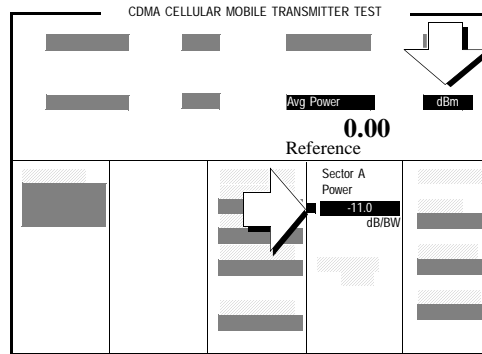 CDMA CELLULAR MOBILE TRANSMITTER TEST
Avg Power dBm
0.00
Reference
Sector A
Power
-11.0
dB/BW